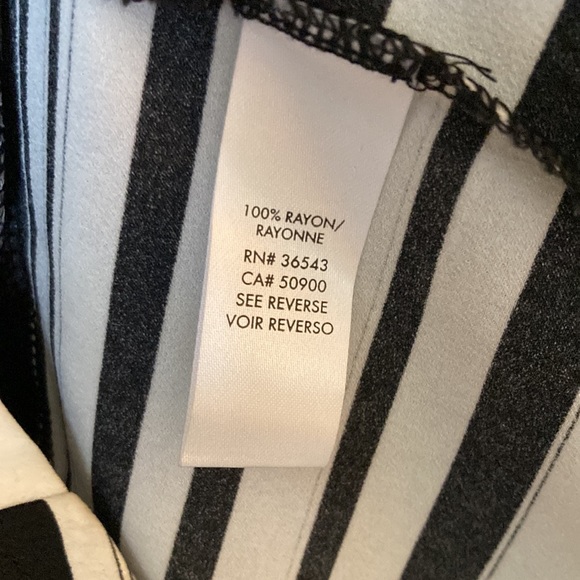 100% RAYON/
RAYONNE
RN# 36543
CA# 50900
SEE REVERSE
VOIR REVERSO